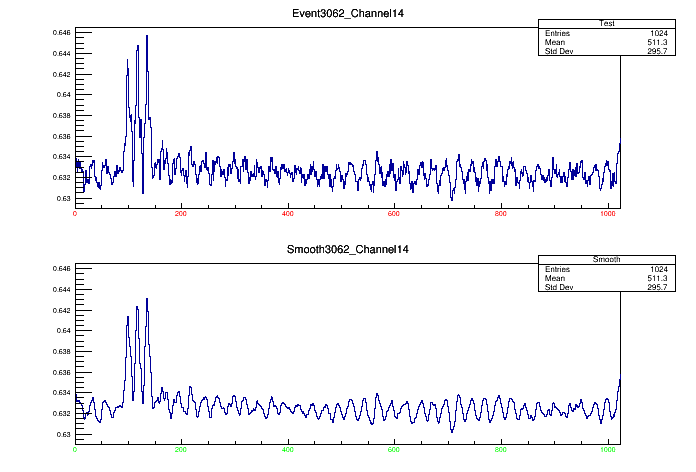 Event3062_Channel14
Test
Entries 1024
Mean 511.3
Std Dev 295.7
0.646
0.644
0.642
0.64
0.638
0.636
0.634
0.632
0.63
0 200 400 600 800 1000
Smooth3062_Channel14
Smooth
Entries 1024
Mean 511.3
Std Dev 295.7
0.646
0.644
0.642
0.64
0.638
0.636
0.634
0.632
0.63
0 200 400 600 800 1000